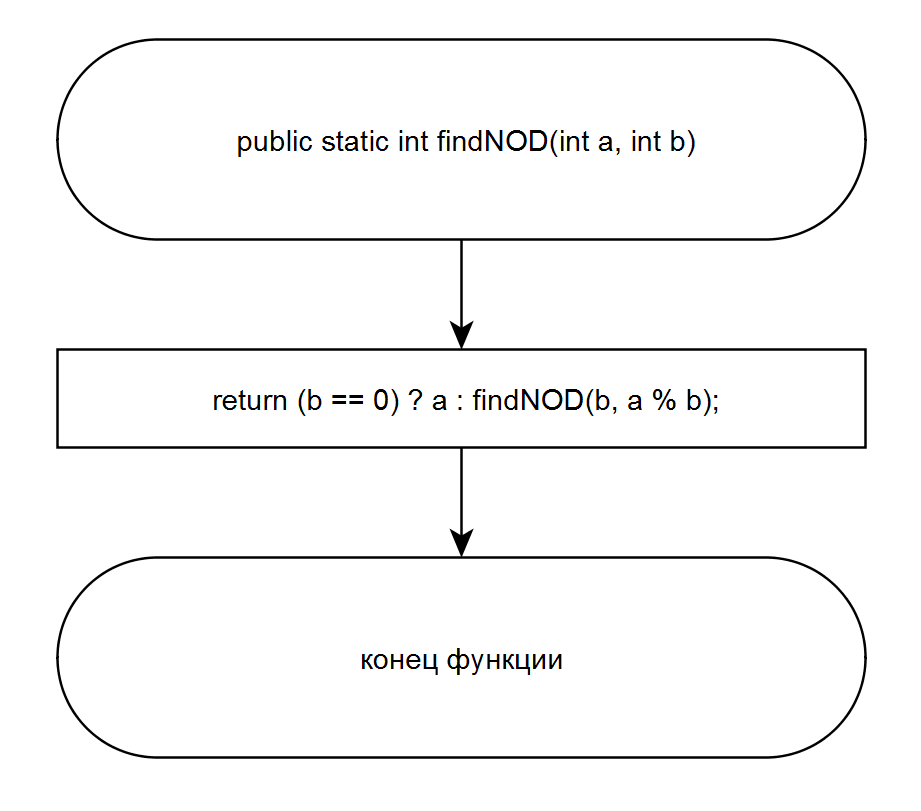 public static int findNOD(int a, int b)
return (b == 0) ? a : findNOD(b, a % b);
конец функции